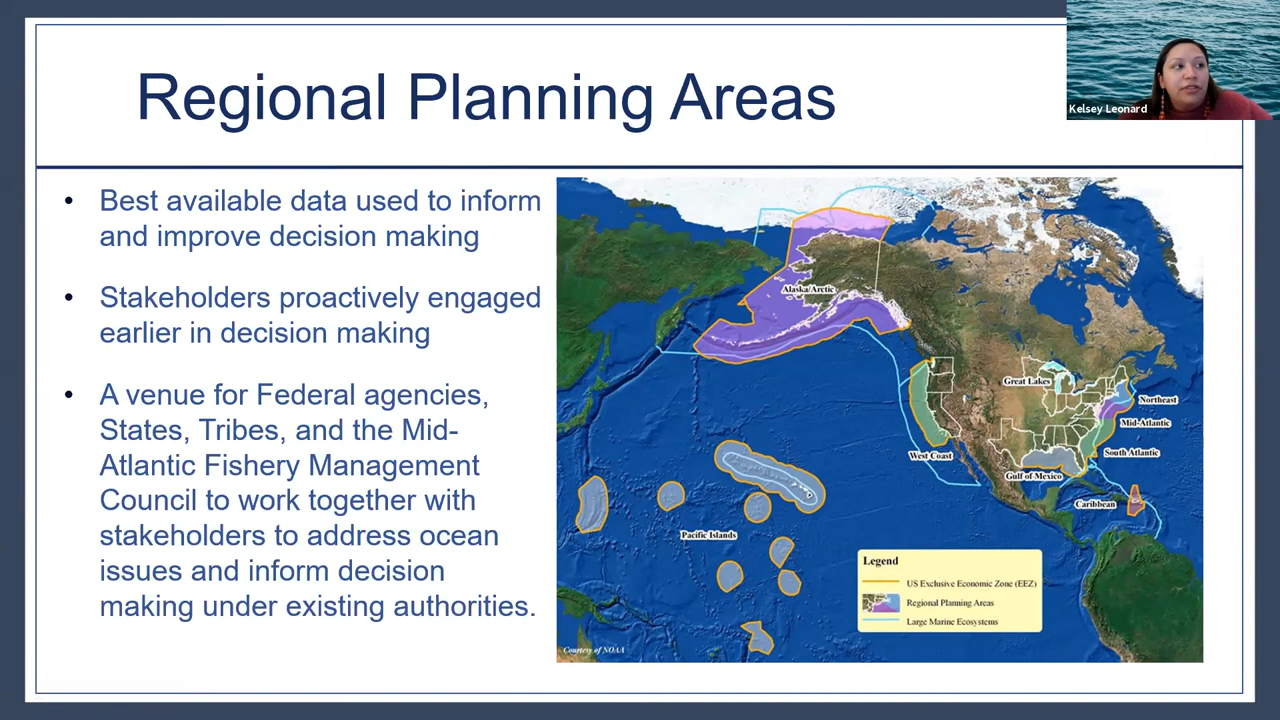 Regional Planning Areas
Kelsey Leonard
• Best available data used to inform
and improve decision making
• Stakeholders proactively engaged
earlier in decision making
• A venue for Federal agencies,
States, Tribes, and the Mid-
Atlantic Fishery Management
Council to work together with
stakeholders to address ocean
issues and inform decision
making under existing authorities.
Alaska/Arctic
Great Lakes
Northeast
Mid-Atlantic
South Atlantic
West Coast
Gulf of Mexico
Caribbean
Pacific Islands
Legend
US Exclusive Economic Zone (EEZ)
Regional Planning Areas
Large Marine Ecosystems
Courtesy of NOAA